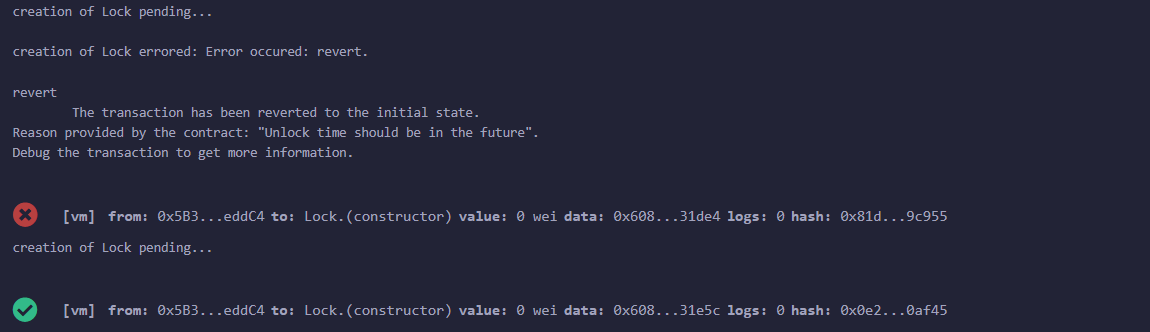 creation of Lock pending...
creation of Lock errored: Error occured: revert.
revert
The transaction has been reverted to the initial state.
Reason provided by the contract: "Unlock time should be in the future".
Debug the transaction to get more information.
[vm] from: 0x5B3...eddC4 to: Lock.(constructor) value: 0 wei data: 0x608...31de4 logs: 0 hash: 0x81d...9c955
creation of Lock pending...
[vm] from: 0x5B3...eddC4 to: Lock.(constructor) value: 0 wei data: 0x608...31e5c logs: 0 hash: 0x0e2...0af45